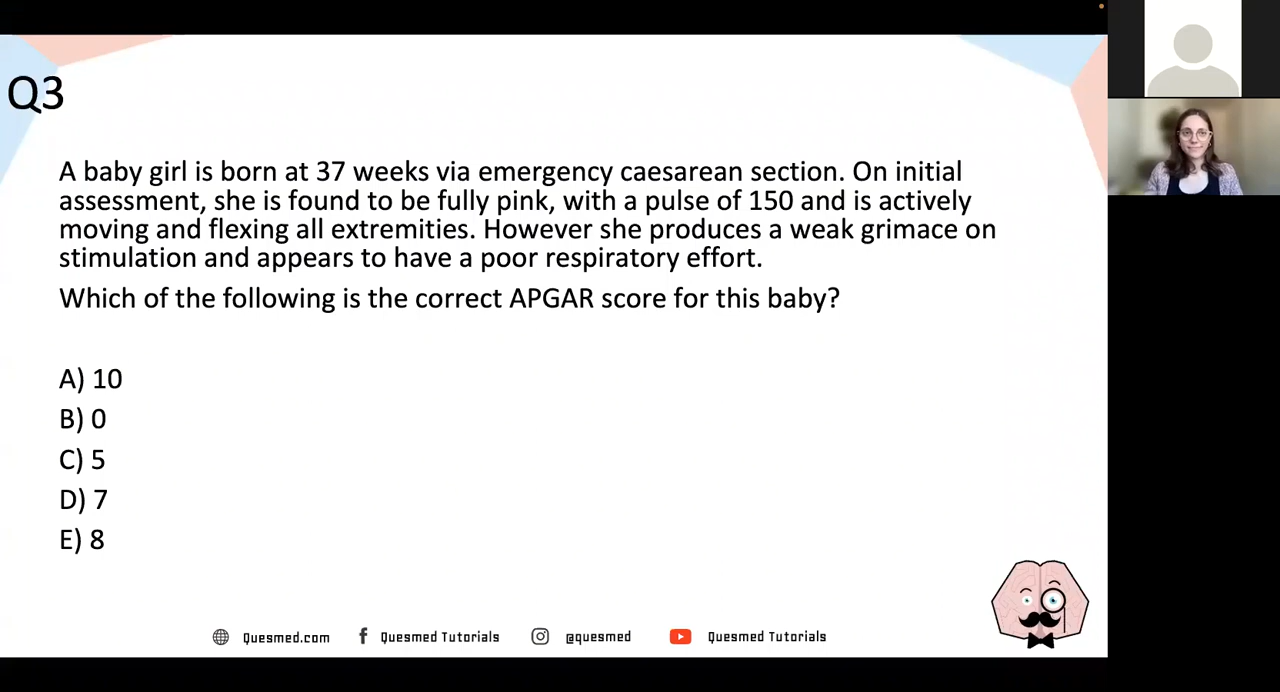 Q3
A baby girl is born at 37 weeks via emergency caesarean section. On initial
assessment, she is found to be fully pink, with a pulse of 150 and is actively
moving and flexing all extremities. However she produces a weak grimace on
stimulation and appears to have a poor respiratory effort.
Which of the following is the correct APGAR score for this baby?
A) 10
B) 0
C) 5
D) 7
E) 8
Quesmed.com Quesmed Tutorials @quesmed Quesmed Tutorials